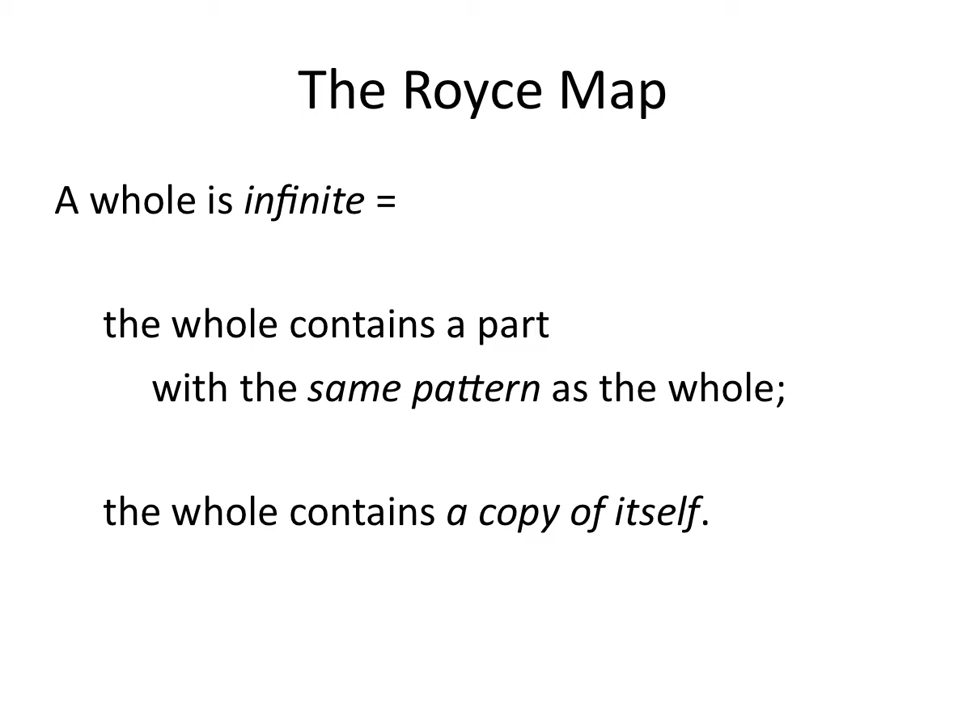 The Royce Map
A whole is infinite =
the whole contains a part
with the same pattern as the whole;
the whole contains a copy of itself.